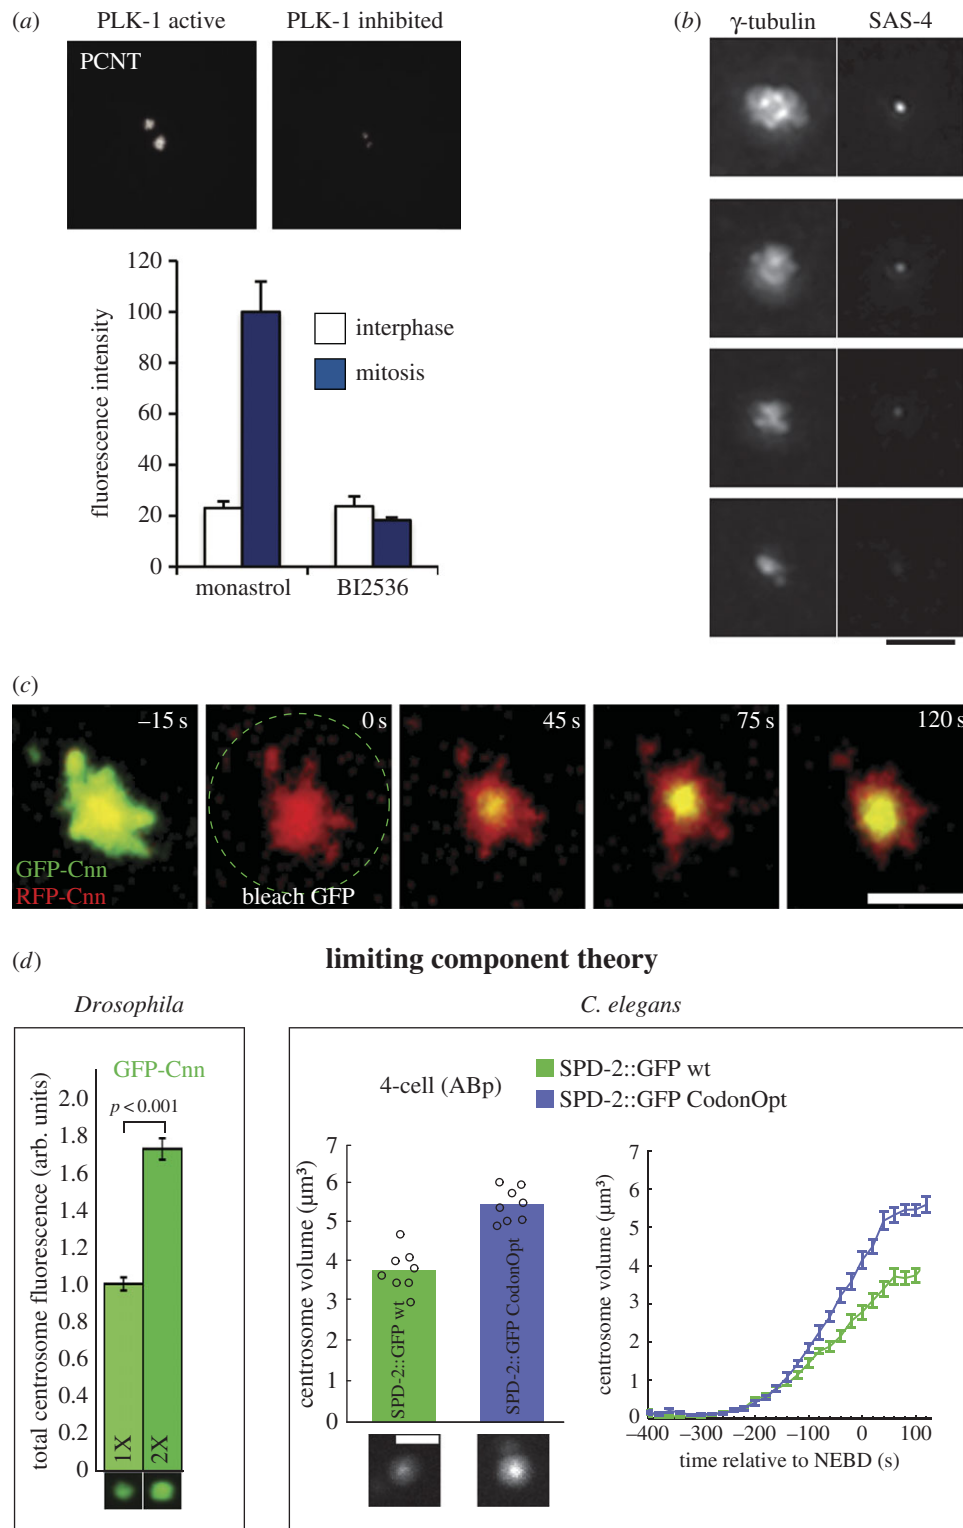 (a)
PLK-1 active
PLK-1 inhibited
PCNT
120
100
80
60
40
20
0
fluorescence intensity
interphase
mitosis
monastrol
BI2536
(b)
γ-tubulin
SAS-4
(c)
–15 s
0 s
45 s
75 s
120 s
GFP-Cnn
RFP-Cnn
bleach GFP
(d)
limiting component theory
Drosophila
C. elegans
GFP-Cnn
p < 0.001
total centrosome fluorescence (arb. units)
2.0
1.8
1.6
1.4
1.2
1.0
0.8
0.6
0.4
0.2
0
1X
2X
4-cell (ABp)
SPD-2::GFP wt
SPD-2::GFP CodonOpt
centrosome volume (µm³)
7
6
5
4
3
2
1
0
SPD-2::GFP wt
SPD-2::GFP CodonOpt
centrosome volume (µm³)
7
6
5
4
3
2
1
0
–400
–300
–200
–100
0
100
time relative to NEBD (s)